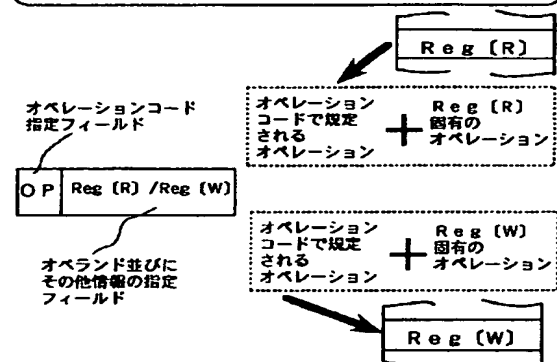 Reg〔R〕
オペレーションコード
指定フィールド
オペレーション
コードで規定
される
オペレーション
+
Reg〔R〕
固有の
オペレーション
OP
Reg〔R〕/Reg〔W〕
オペランド並びに
その他情報の指定
フィールド
オペレーション
コードで規定
される
オペレーション
+
Reg〔W〕
固有の
オペレーション
Reg〔W〕